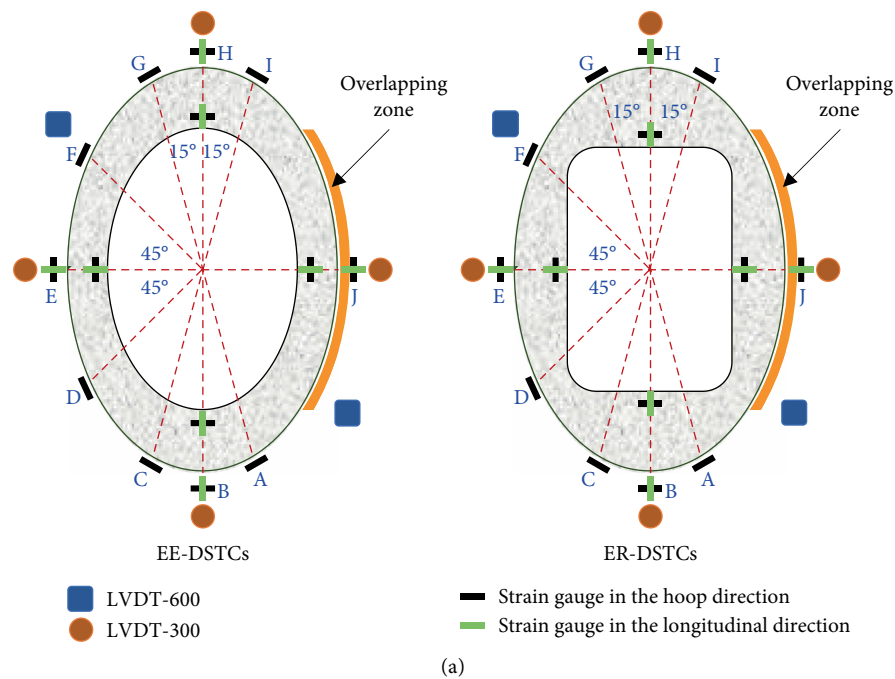 H
H
G
I
G
I
Overlapping
zone
Overlapping
zone
15°
15°
F
15°
15°
F
45°
45°
E
J
E
J
45°
45°
D
D
C
B
A
C
B
A
EE-DSTCs
ER-DSTCs
LVDT-600
LVDT-300
Strain gauge in the hoop direction
Strain gauge in the longitudinal direction
(a)